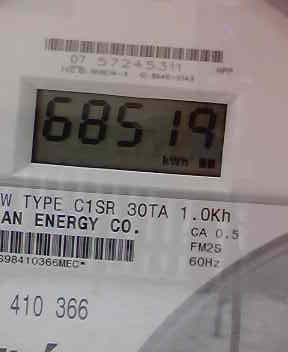 07 57245311
68519
kWh
W TYPE C1SR 30TA 1.0Kh
AN ENERGY CO.
CA 0.5
FM2S
598410366MEC*
60Hz
410 366